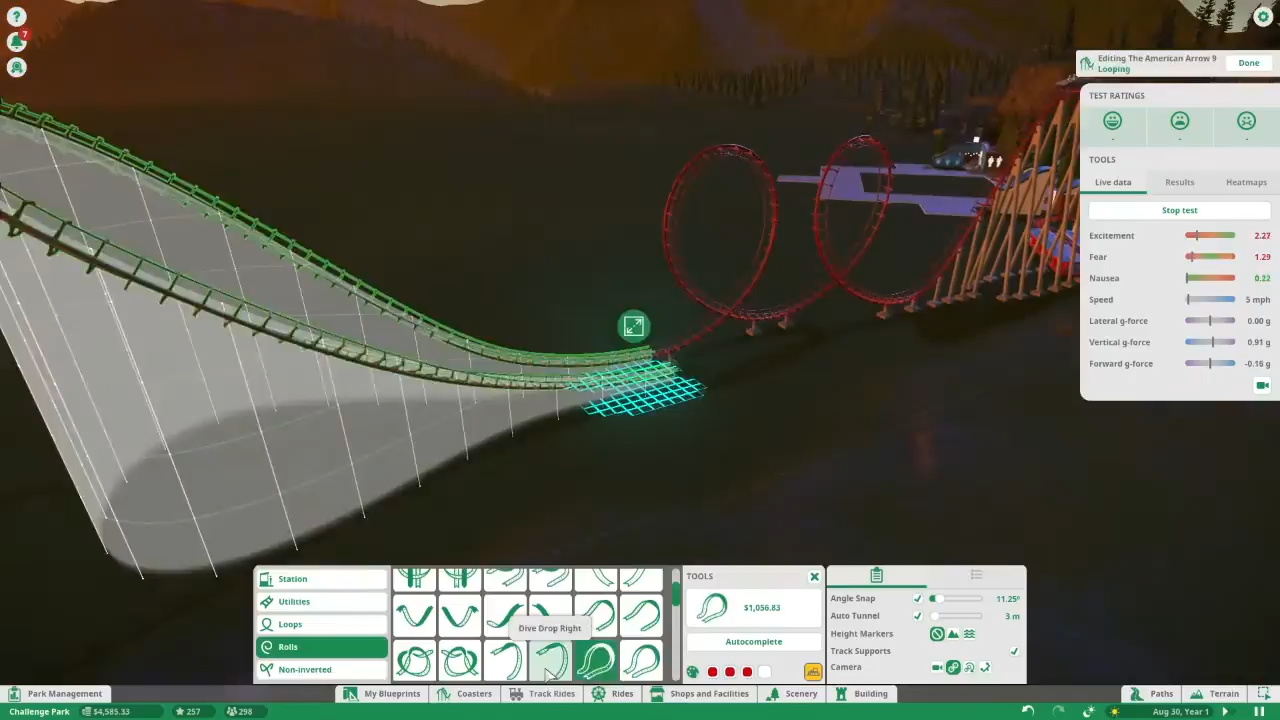 ?
7
Editing The American Arrow 9
Looping
Done
TEST RATINGS
- - -
TOOLS
Live data Results Heatmaps
Stop test
Excitement 2.27
Fear 1.29
Nausea 0.22
Speed 5 mph
Lateral g-force 0.00 g
Vertical g-force 0.91 g
Forward g-force -0.16 g
Station
Utilities
Loops
Rolls
Non-inverted
Dive Drop Right
TOOLS
$1,056.83
Autocomplete
Angle Snap 11.25º
Auto Tunnel 3 m
Height Markers
Track Supports
Camera
Park Management My Blueprints Coasters Track Rides Rides Shops and Facilities Scenery Building Paths Terrain
Challenge Park $4,585.33 257 298 Aug 30, Year 1